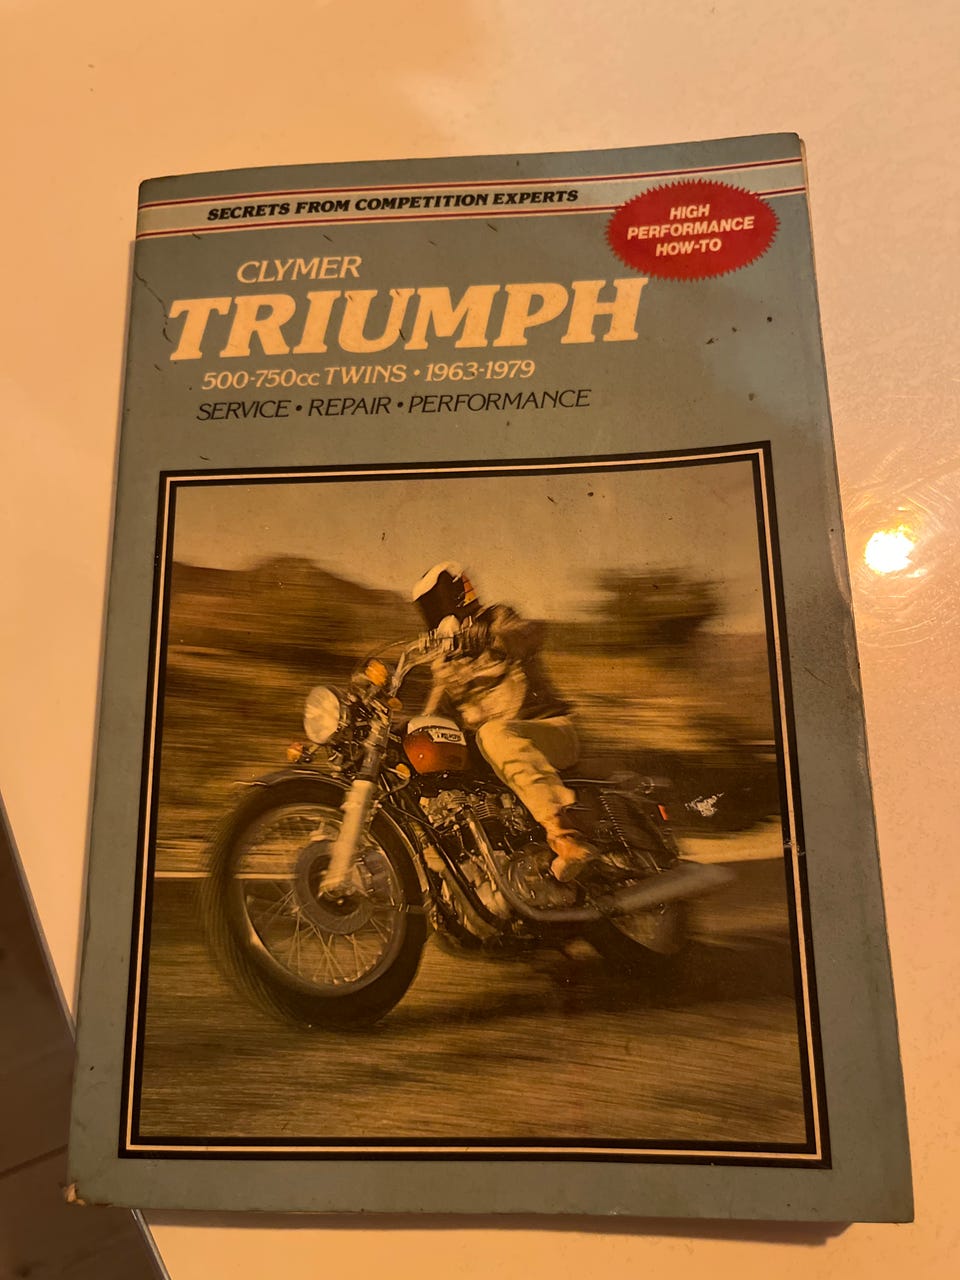 SECRETS FROM COMPETITION EXPERTS
HIGH
PERFORMANCE
HOW-TO
CLYMER
TRIUMPH
500-750cc TWINS • 1963-1979
SERVICE • REPAIR • PERFORMANCE